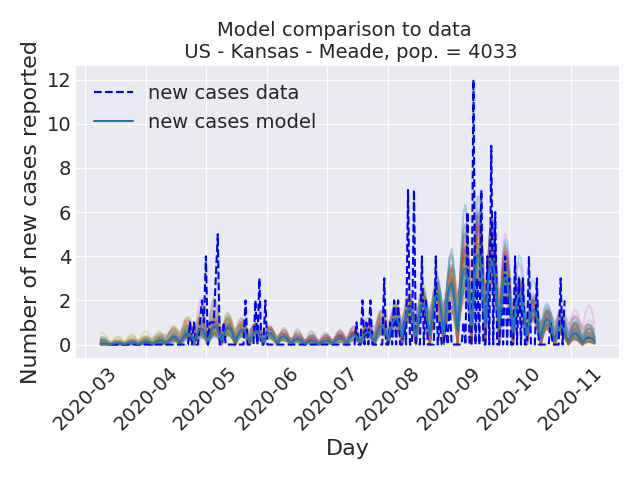 Model comparison to data
US - Kansas - Meade, pop. = 4033
Number of new cases reported
12
10
8
6
4
2
0
new cases data
new cases model
2020-03
2020-04
2020-05
2020-06
2020-07
2020-08
2020-09
2020-10
2020-11
Day